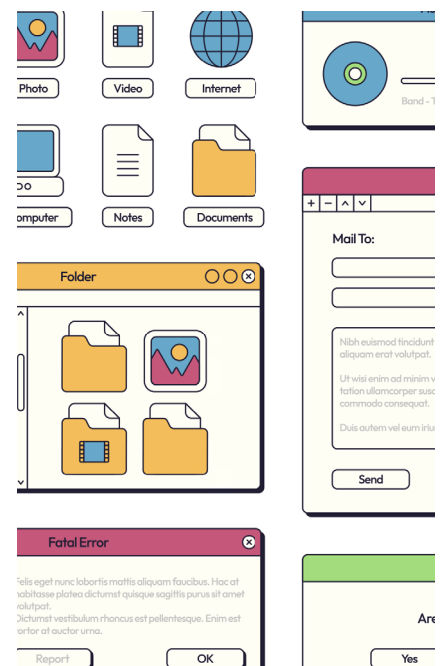 Photo
Video
Internet
omputer
Notes
Documents
Folder
Fatal Error
Felis eget nunc lobortis mattis aliquam faucibus. Hac at
habitasse platea dictumst quisque sagittis purus sit amet
volutpat.
Dictumst vestibulum rhoncus est pellentesque. Enim est
tortor at auctor urna.
Report
OK
Band - T
Mail To:
Nibh euismod tincidunt
aliquam erat volutpat.
Ut wisi enim ad minim v
tation ullamcorper susc
commodo consequat.
Duis autem vel eum iriu
Send
Are
Yes